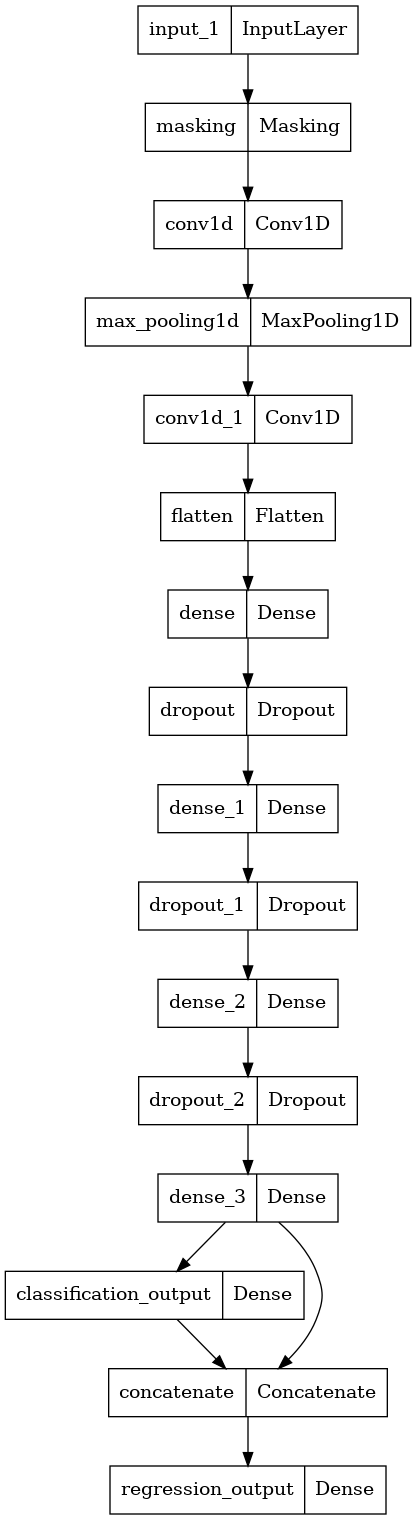 input_1 InputLayer
masking Masking
conv1d Conv1D
max_pooling1d MaxPooling1D
conv1d_1 Conv1D
flatten Flatten
dense Dense
dropout Dropout
dense_1 Dense
dropout_1 Dropout
dense_2 Dense
dropout_2 Dropout
dense_3 Dense
classification_output Dense
concatenate Concatenate
regression_output Dense